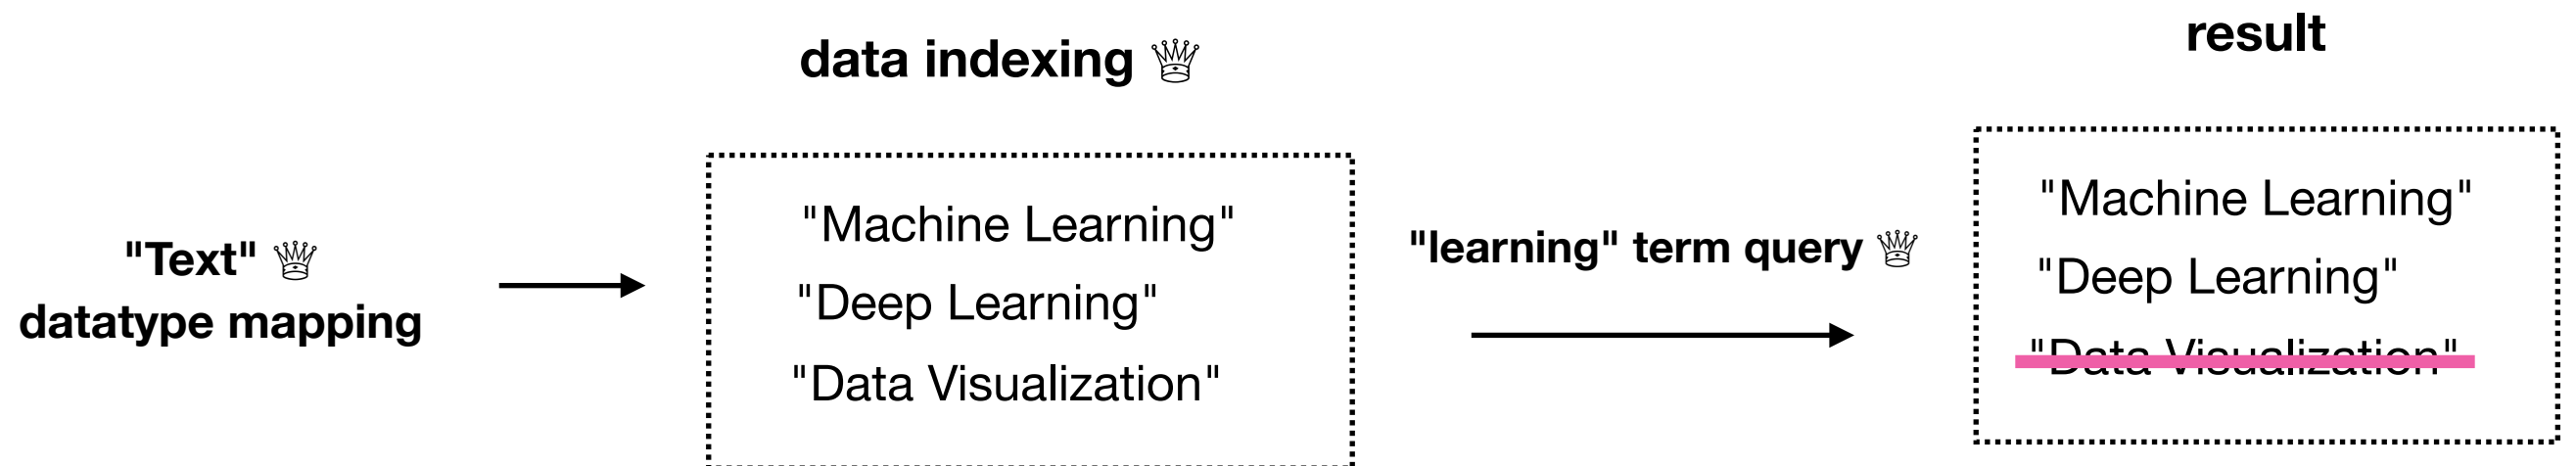 "Text" ♕
datatype mapping
data indexing ♕
"Machine Learning"
"Deep Learning"
"Data Visualization"
"learning" term query ♕
result
"Machine Learning"
"Deep Learning"
"Data Visualization"